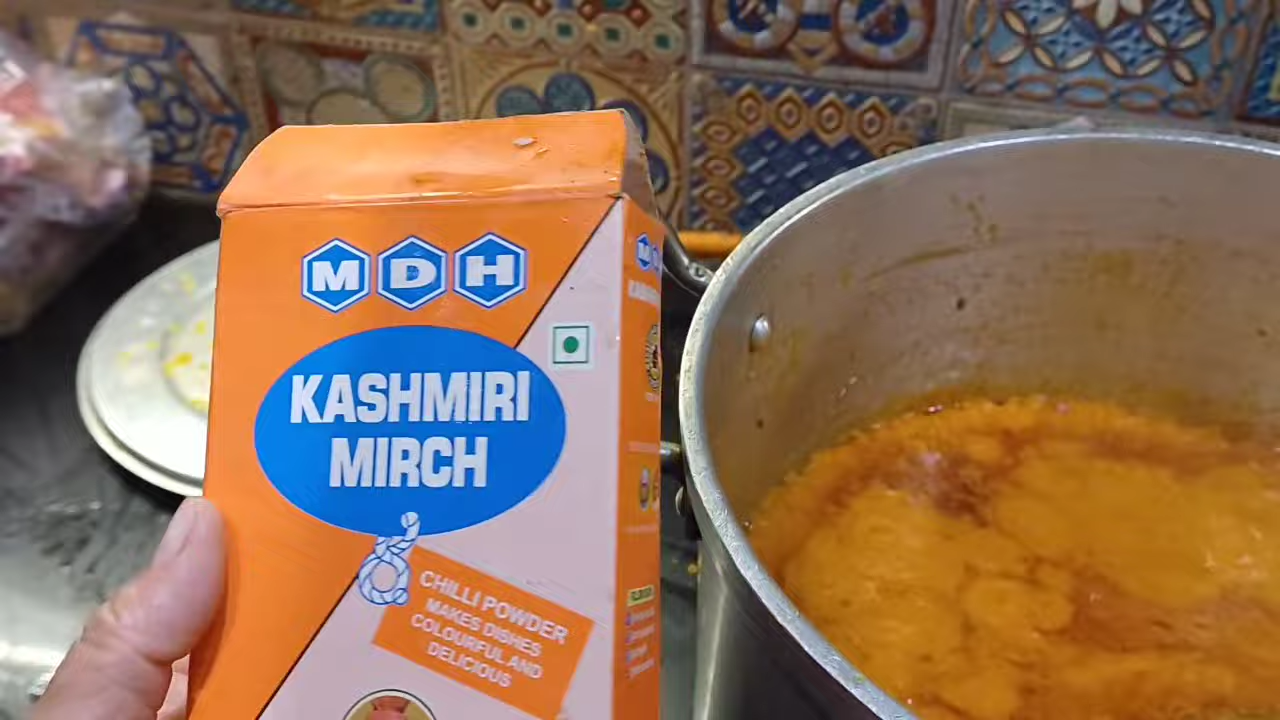 MDH
KASHMIRI
MIRCH
CHILLI POWDER
MAKES DISHES
COLOURFUL AND
DELICIOUS